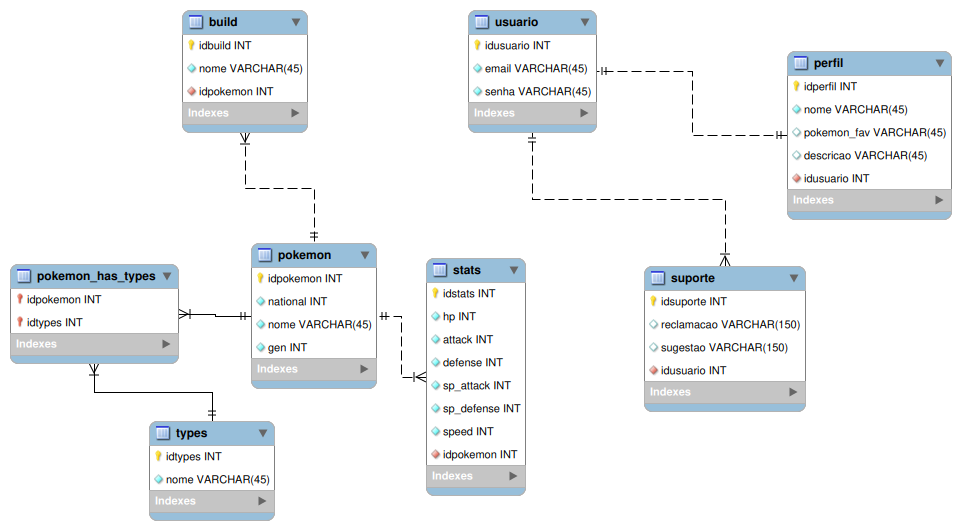 build
idbuild INT
nome VARCHAR(45)
idpokemon INT
Indexes
usuario
idusuario INT
email VARCHAR(45)
senha VARCHAR(45)
Indexes
perfil
idperfil INT
nome VARCHAR(45)
pokemon_fav VARCHAR(45)
descricao VARCHAR(45)
idusuario INT
Indexes
pokemon_has_types
idpokemon INT
idtypes INT
Indexes
pokemon
idpokemon INT
national INT
nome VARCHAR(45)
gen INT
Indexes
stats
idstats INT
hp INT
attack INT
defense INT
sp_attack INT
sp_defense INT
speed INT
idpokemon INT
Indexes
suporte
idsuporte INT
reclamacao VARCHAR(150)
sugestao VARCHAR(150)
idusuario INT
Indexes
types
idtypes INT
nome VARCHAR(45)
Indexes